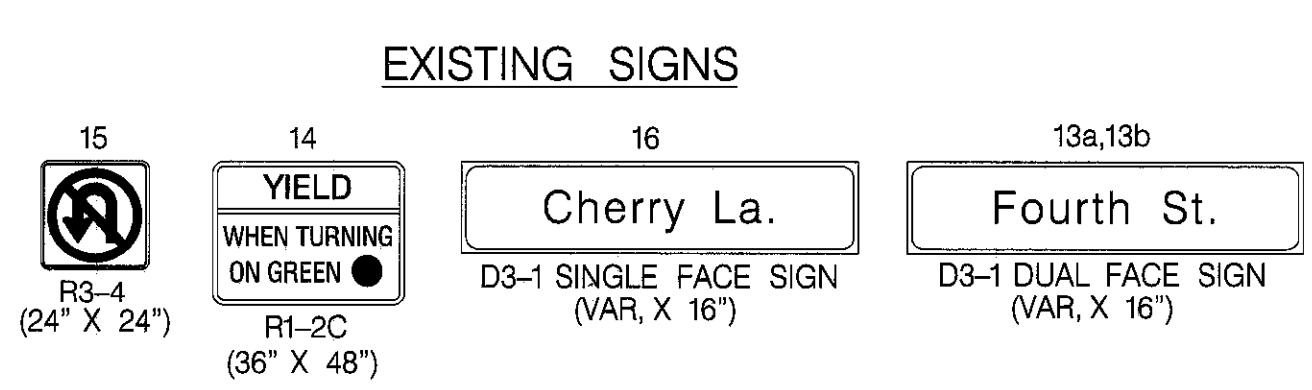 EXISTING SIGNS
15
R3–4
(24" X 24")
14
YIELD
WHEN TURNING
ON GREEN
R1–2C
(36" X 48")
16
Cherry La.
D3–1 SINGLE FACE SIGN
(VAR, X 16")
13a,13b
Fourth St.
D3–1 DUAL FACE SIGN
(VAR, X 16")